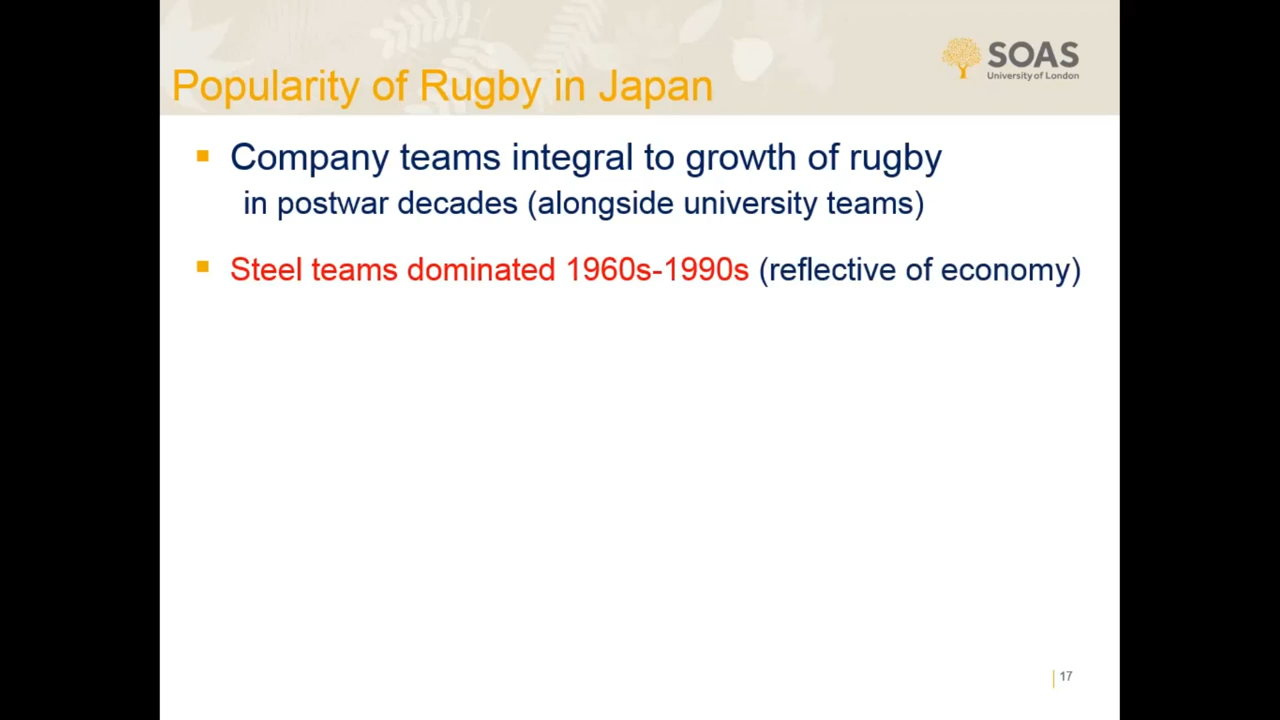 SOAS
University of London
Popularity of Rugby in Japan
Company teams integral to growth of rugby
in postwar decades (alongside university teams)
Steel teams dominated 1960s-1990s (reflective of economy)
17